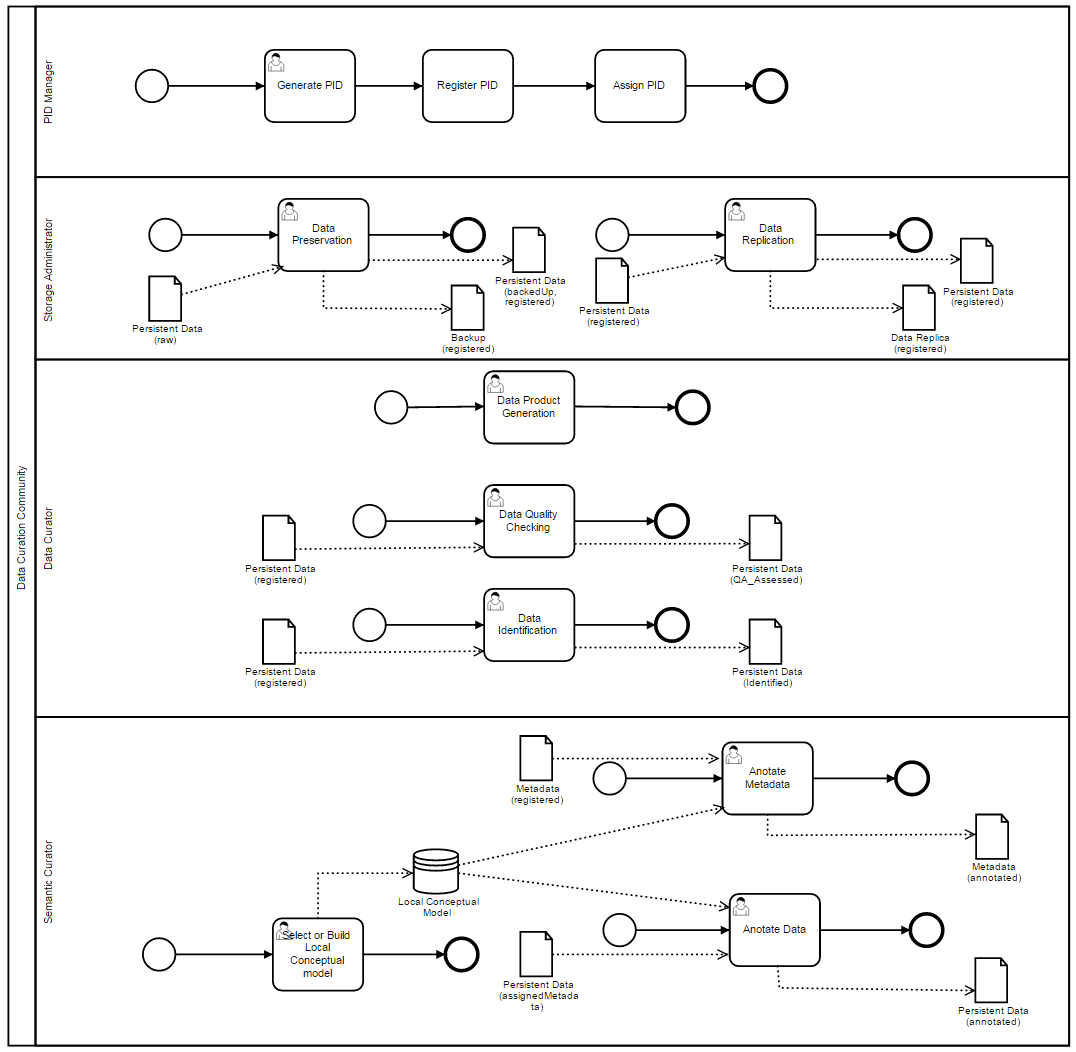 Data Curation Community
PID Manager
Generate PID
Register PID
Assign PID
Storage Administrator
Data
Preservation
Persistent Data
(raw)
Persistent Data
(backedUp,
registered)
Backup
(registered)
Data
Replication
Persistent Data
(registered)
Persistent Data
(registered)
Data Replica
(registered)
Data Curator
Data Product
Generation
Data Quality
Checking
Persistent Data
(registered)
Persistent Data
(QA_Assessed)
Data
Identification
Persistent Data
(registered)
Persistent Data
(Identified)
Semantic Curator
Metadata
(registered)
Anotate
Metadata
Metadata
(annotated)
Local Conceptual
Model
Select or Build
Local
Conceptual
model
Anotate Data
Persistent Data
(assignedMetada
ta)
Persistent Data
(annotated)